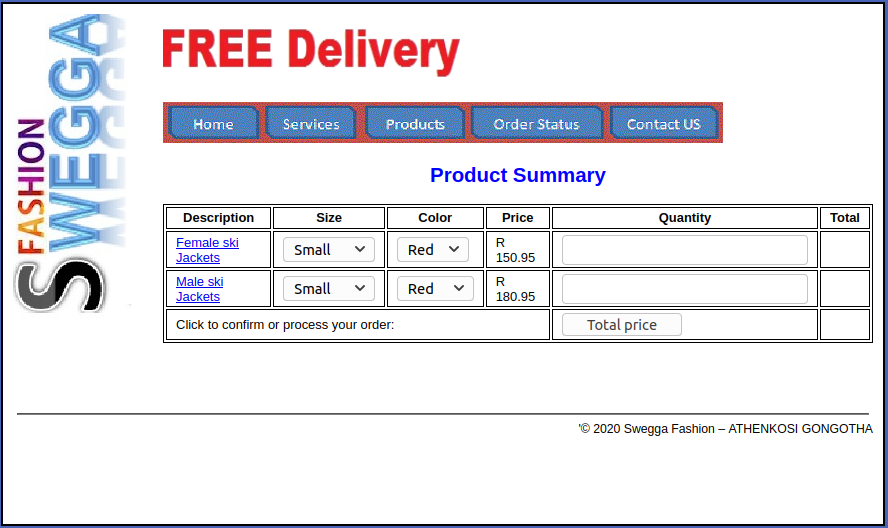 SWEGGA
FASHION
S
FREE Delivery
Home Services Products Order Status Contact US
Product Summary
Description Size Color Price Quantity Total
Female ski
Jackets
Small Red R
150.95
Male ski
Jackets
Small Red R
180.95
Click to confirm or process your order: Total price
'© 2020 Swegga Fashion – ATHENKOSI GONGOTHA